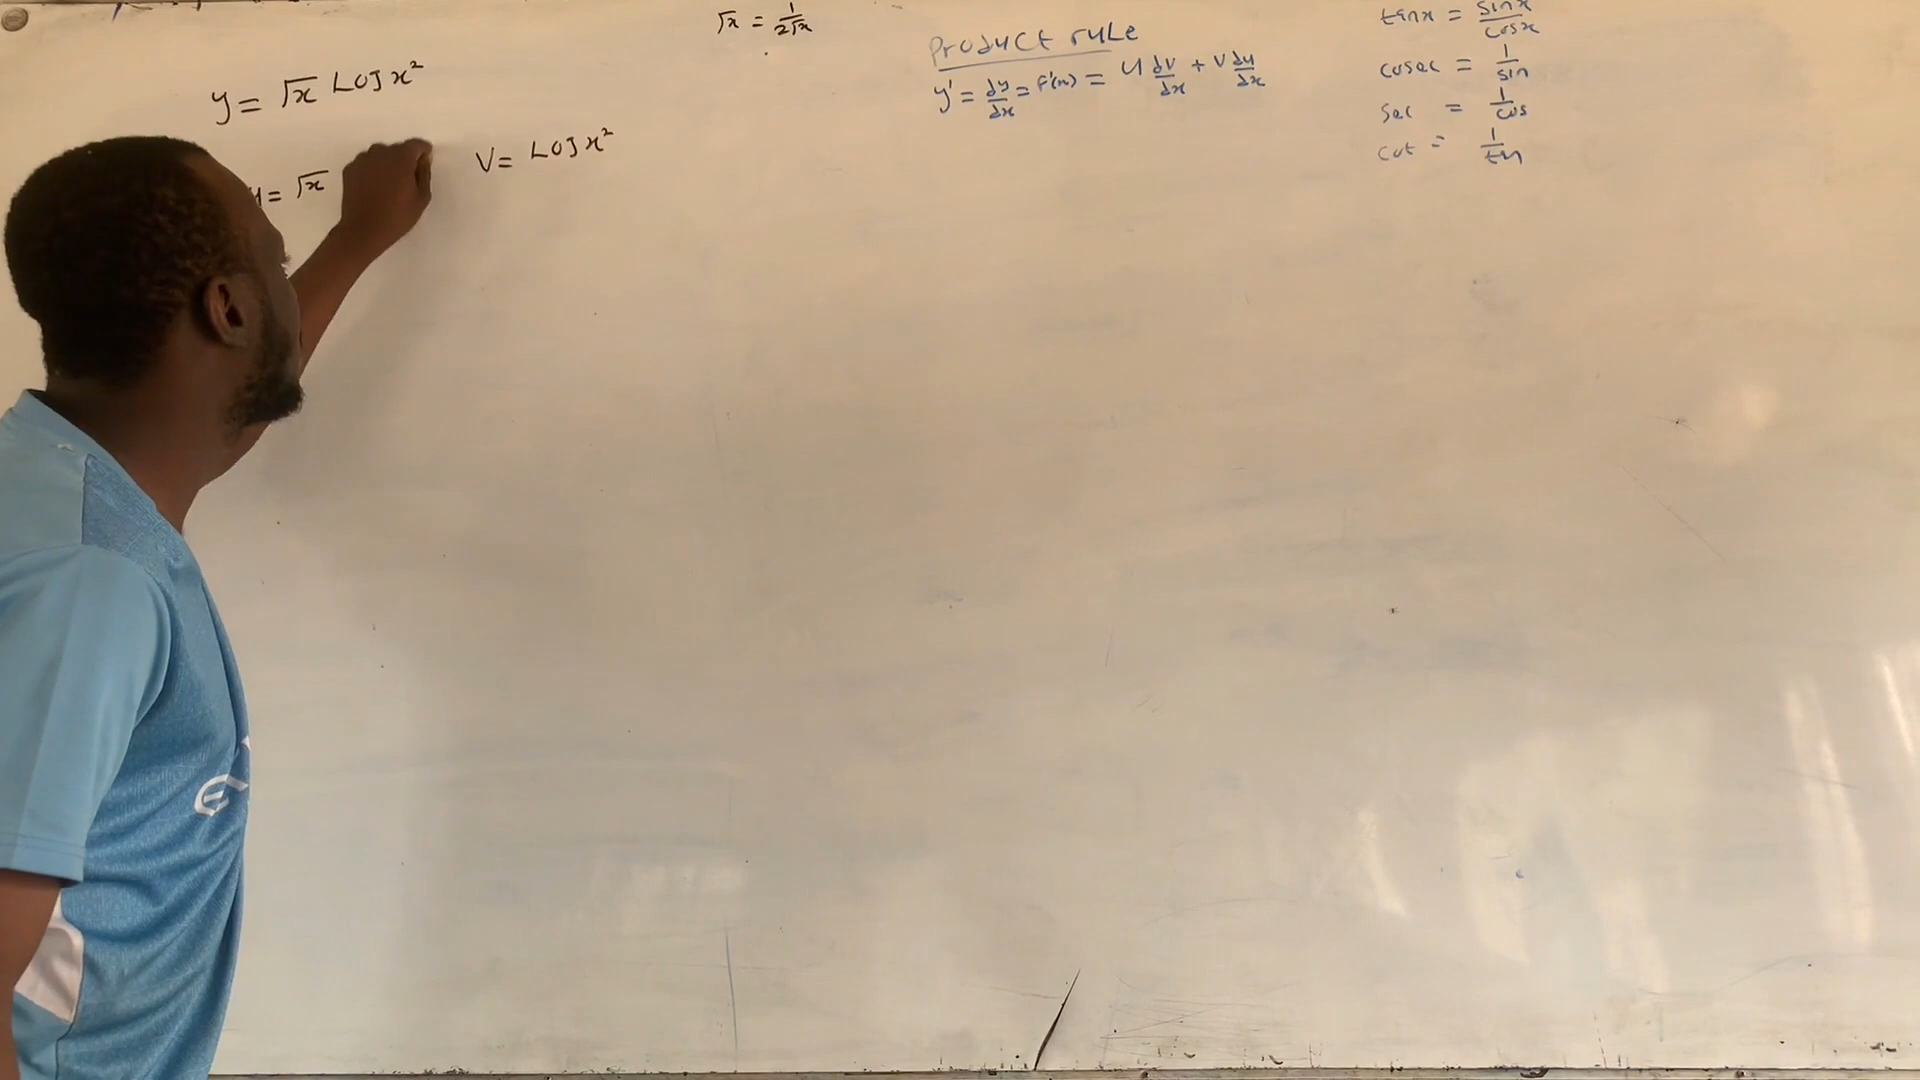 √x = 1/2√x
y = √x Log x²
u = √x
V = Log x²
Product rule
y' = dy/dx = F'(x) = U dv/dx + V du/dx
tanx = sinx/cosx
cosec = 1/sin
sec = 1/cos
cot = 1/tan